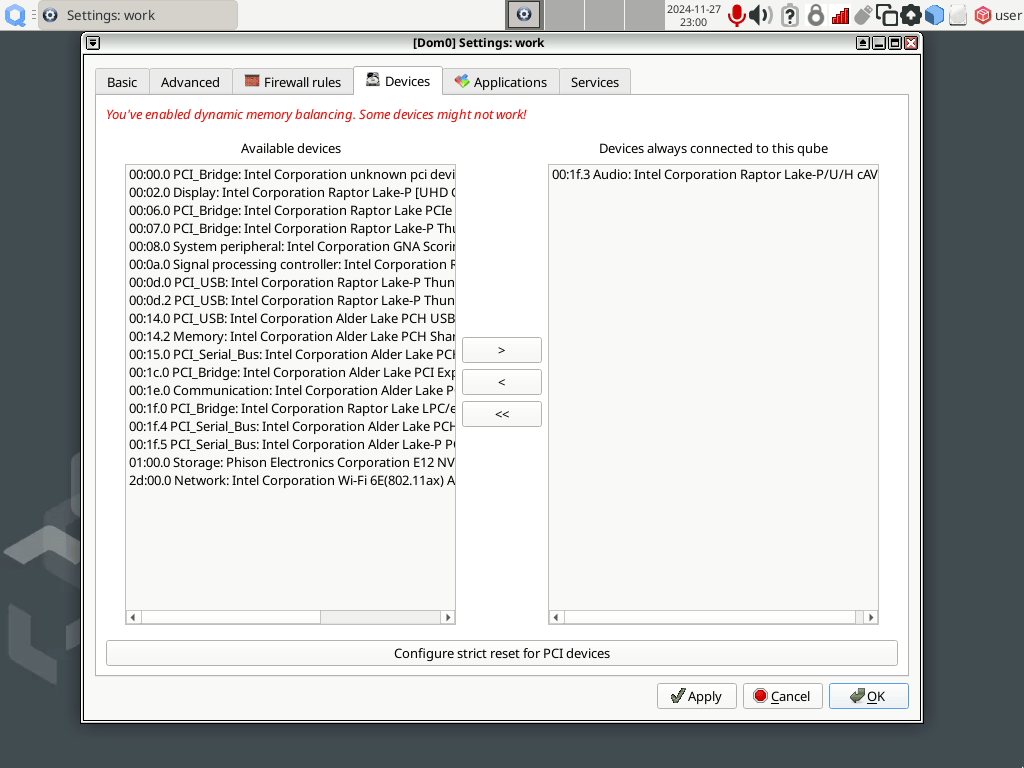 Settings: work
2024-11-27
23:00
user
[Dom0] Settings: work
Basic
Advanced
Firewall rules
Devices
Applications
Services
You've enabled dynamic memory balancing. Some devices might not work!
Available devices
Devices always connected to this qube
00:00.0 PCI_Bridge: Intel Corporation unknown pci devi
00:02.0 Display: Intel Corporation Raptor Lake-P [UHD
00:06.0 PCI_Bridge: Intel Corporation Raptor Lake PCIe
00:07.0 PCI_Bridge: Intel Corporation Raptor Lake-P Thu
00:08.0 System peripheral: Intel Corporation GNA Scorin
00:0a.0 Signal processing controller: Intel Corporation R
00:0d.0 PCI_USB: Intel Corporation Raptor Lake-P Thun
00:0d.2 PCI_USB: Intel Corporation Raptor Lake-P Thun
00:14.0 PCI_USB: Intel Corporation Alder Lake PCH USB
00:14.2 Memory: Intel Corporation Alder Lake PCH Shar
00:15.0 PCI_Serial_Bus: Intel Corporation Alder Lake PCH
00:1c.0 PCI_Bridge: Intel Corporation Alder Lake PCI Exp
00:1e.0 Communication: Intel Corporation Alder Lake P
00:1f.0 PCI_Bridge: Intel Corporation Raptor Lake LPC/e
00:1f.4 PCI_Serial_Bus: Intel Corporation Alder Lake PCH
00:1f.5 PCI_Serial_Bus: Intel Corporation Alder Lake-P PC
01:00.0 Storage: Phison Electronics Corporation E12 NV
2d:00.0 Network: Intel Corporation Wi-Fi 6E(802.11ax) A
00:1f.3 Audio: Intel Corporation Raptor Lake-P/U/H cAV
>
<
<<
Configure strict reset for PCI devices
Apply
Cancel
OK